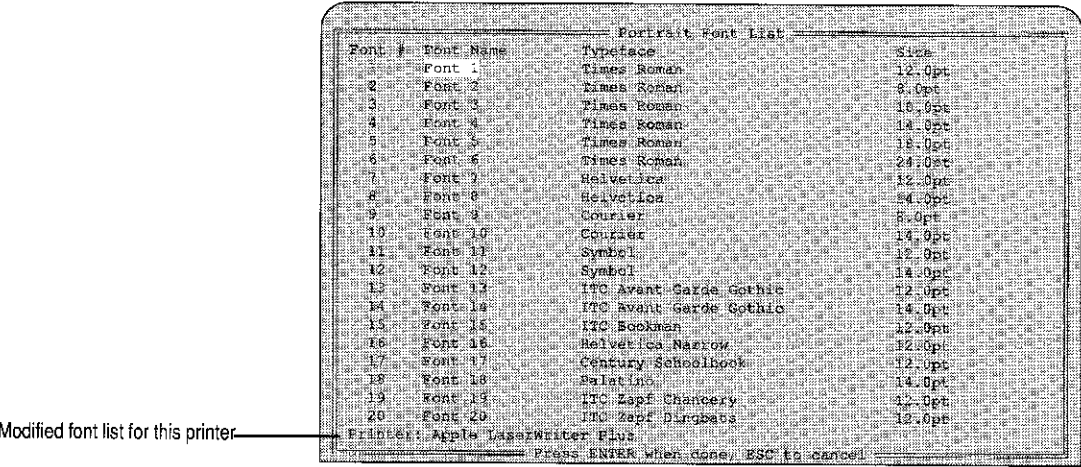 Portrait Font List
Font # Font Name Typeface Size
Font 1 Times Roman 12.0pt
2 Font 2 Times Roman 8.0pt
3 Font 3 Times Roman 10.0pt
4 Font 4 Times Roman 14.0pt
5 Font 5 Times Roman 18.0pt
6 Font 6 Times Roman 24.0pt
7 Font 7 Helvetica 12.0pt
8 Font 8 Helvetica 14.0pt
9 Font 9 Courier 8.0pt
10 Font 10 Courier 14.0pt
11 Font 11 Symbol 12.0pt
12 Font 12 Symbol 14.0pt
13 Font 13 ITC Avant Garde Gothic 12.0pt
14 Font 14 ITC Avant Garde Gothic 14.0pt
15 Font 15 ITC Bookman 12.0pt
16 Font 16 Helvetica Narrow 12.0pt
17 Font 17 Century Schoolbook 12.0pt
18 Font 18 Palatino 14.0pt
19 Font 19 ITC Zapf Chancery 12.0pt
20 Font 20 ITC Zapf Dingbats 12.0pt
Modified font list for this printer
Printer: Apple LaserWriter Plus
Press ENTER when done, ESC to cancel